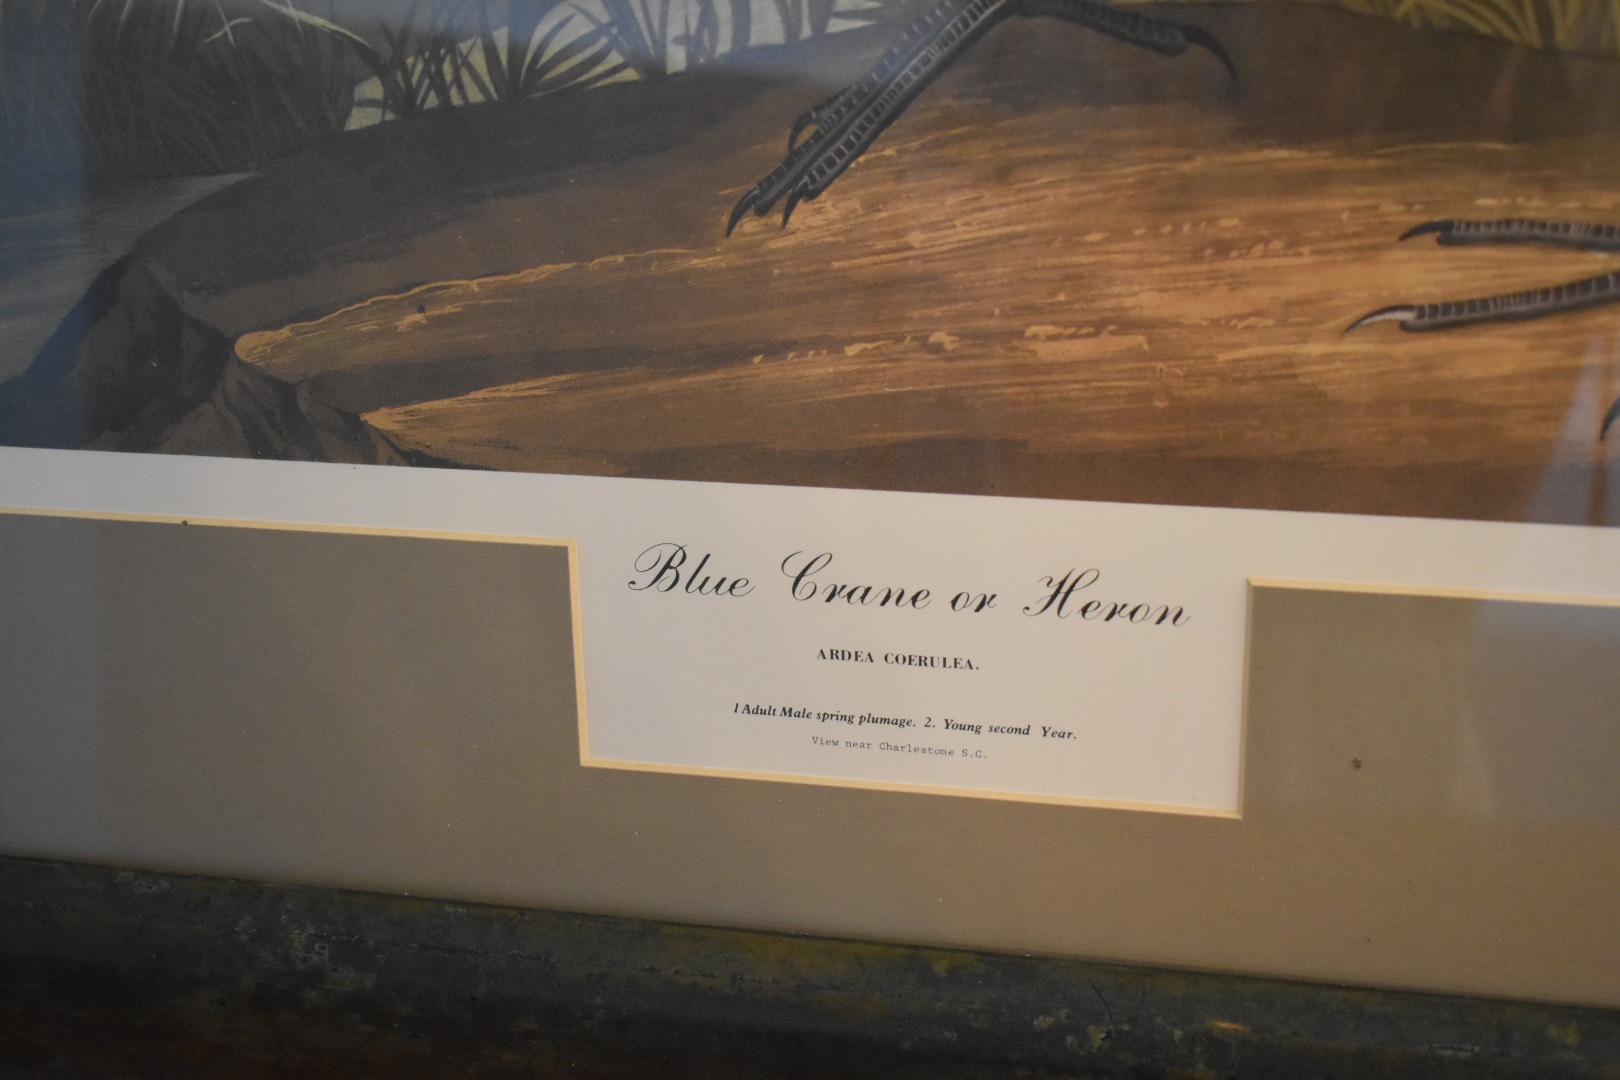 Blue Crane or Heron
ARDEA COERULEA.
1 Adult Male spring plumage. 2. Young second Year.
View near Charlestone S.C.